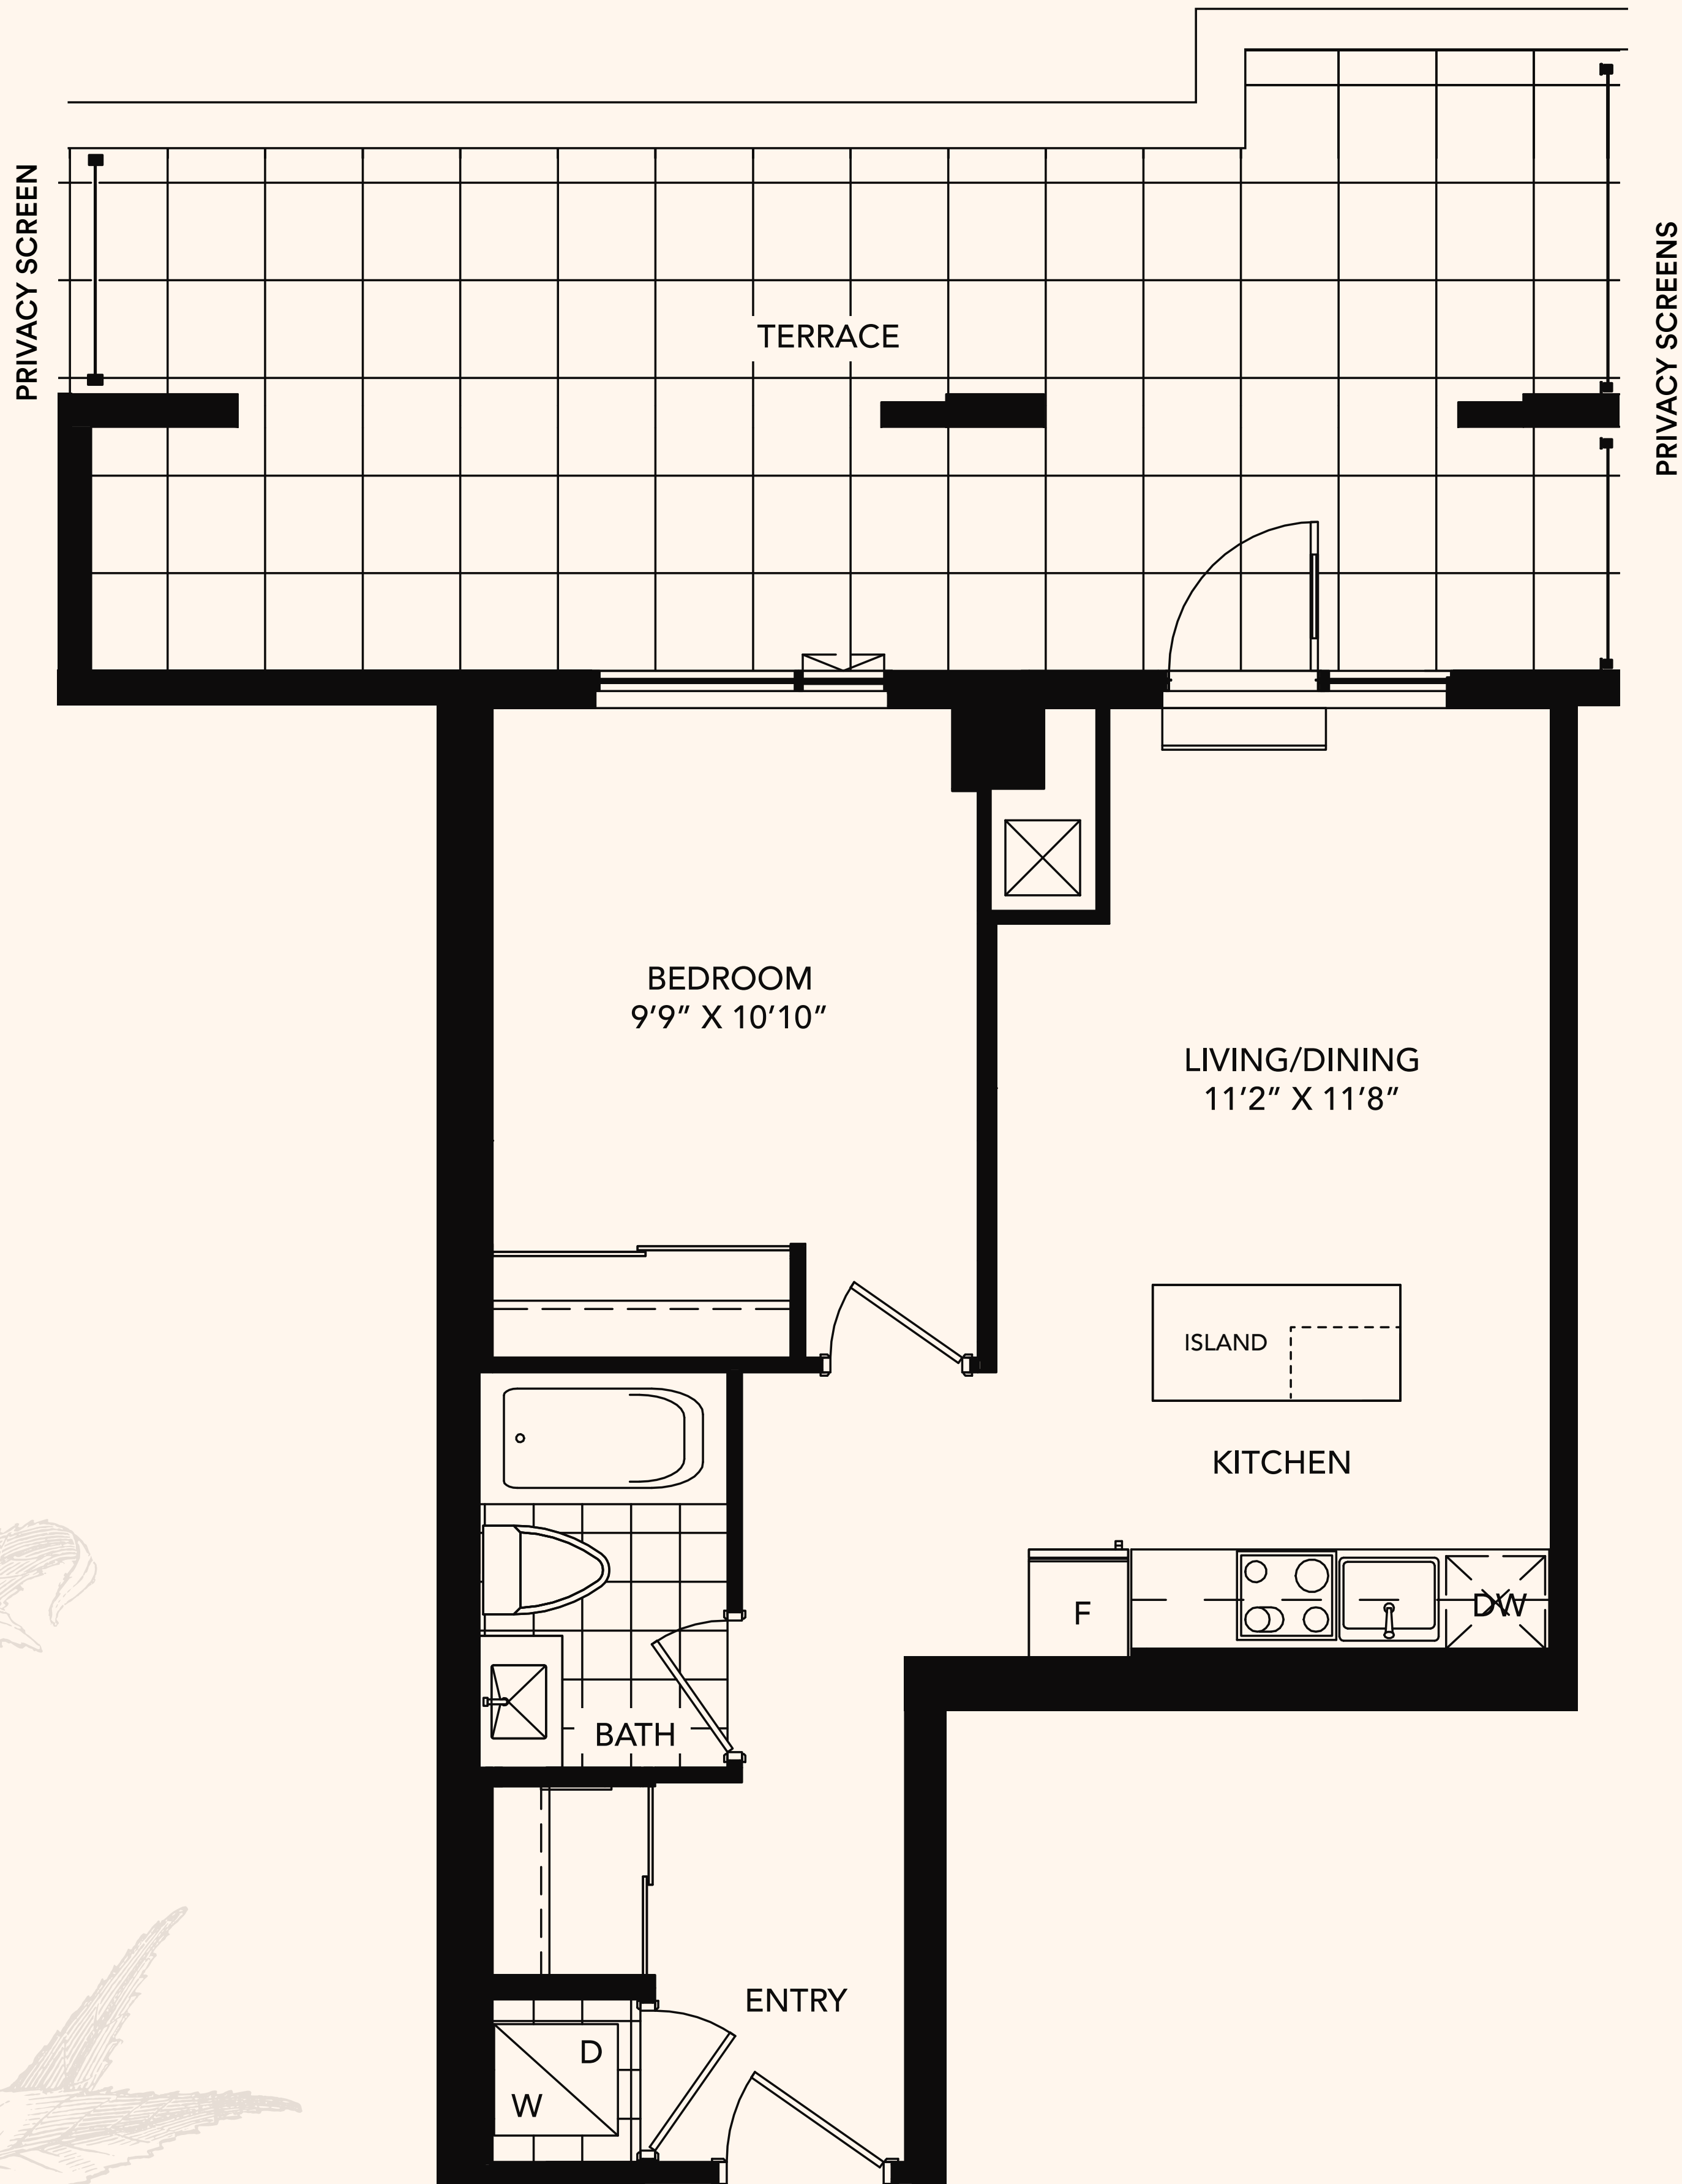 PRIVACY SCREEN
PRIVACY SCREENS
TERRACE
BEDROOM
9’9” X 10’10”
LIVING/DINING
11’2” X 11’8”
ISLAND
KITCHEN
F
DW
BATH
ENTRY
D
W